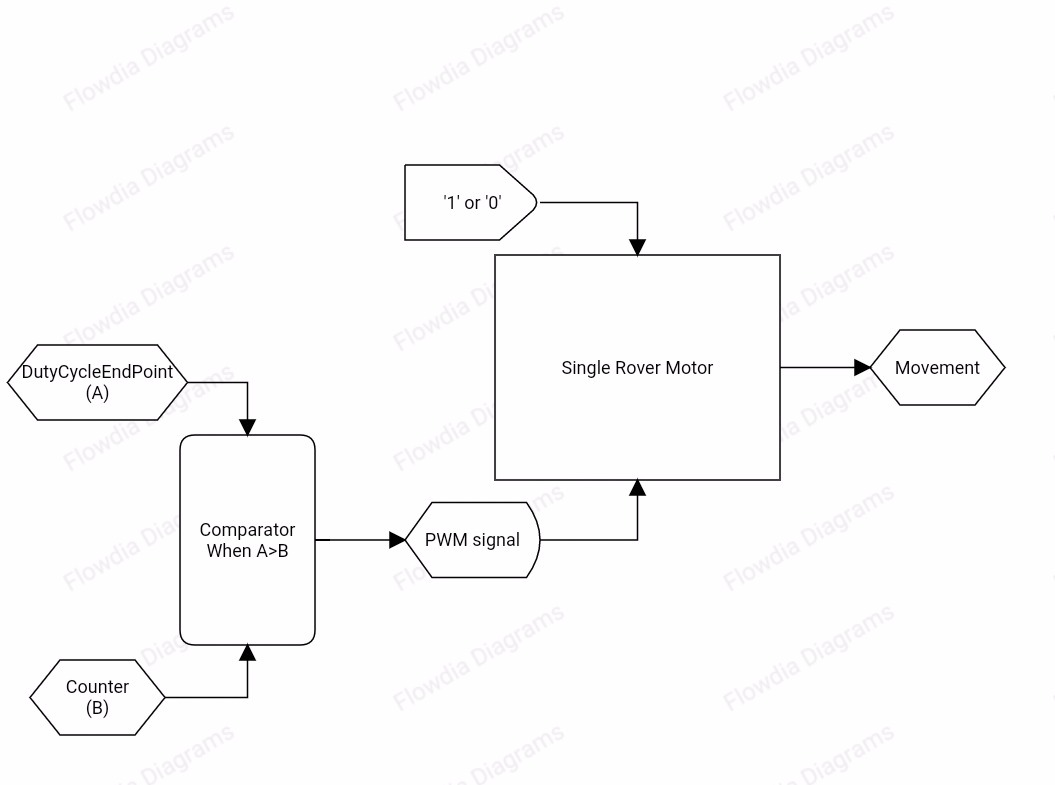 '1' or '0'
Single Rover Motor
Movement
DutyCycleEndPoint
(A)
Comparator
When A>B
PWM signal
Counter
(B)
Flowdia Diagrams